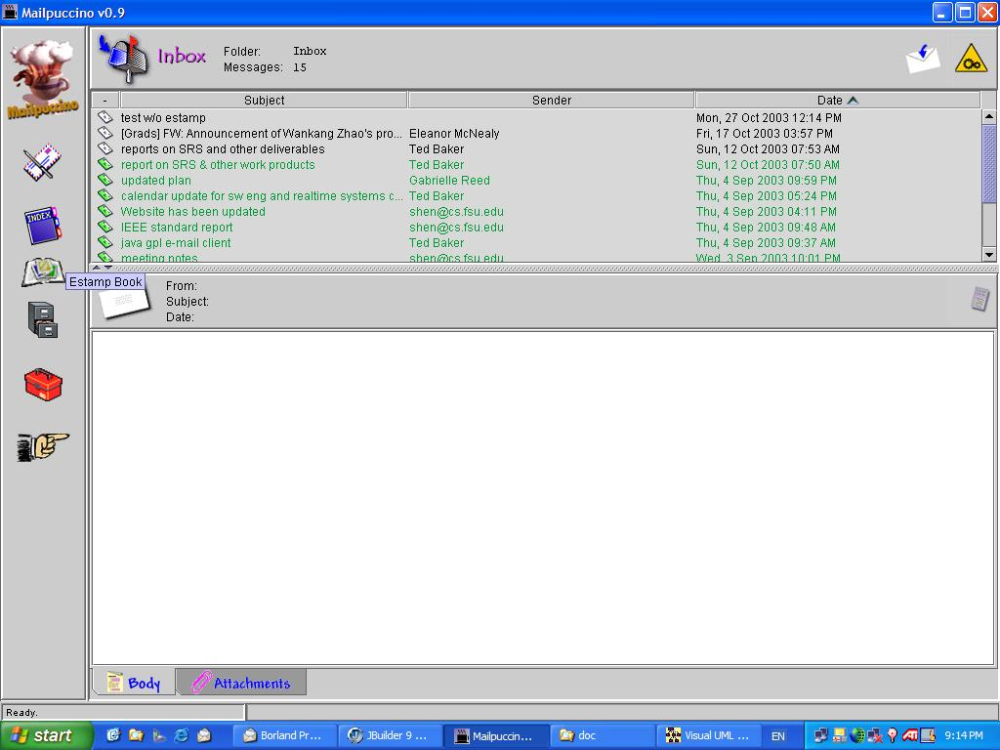 Mailpuccino v0.9
Mailpuccino
Inbox
Folder: Inbox
Messages: 15
- Subject Sender Date
test w/o estamp Mon, 27 Oct 2003 12:14 PM
[Grads] FW: Announcement of Wankang Zhao's pro... Eleanor McNealy Fri, 17 Oct 2003 03:57 PM
reports on SRS and other deliverables Ted Baker Sun, 12 Oct 2003 07:53 AM
report on SRS & other work products Ted Baker Sun, 12 Oct 2003 07:50 AM
updated plan Gabrielle Reed Thu, 4 Sep 2003 09:59 PM
calendar update for sw eng and realtime systems c... Ted Baker Thu, 4 Sep 2003 05:24 PM
Website has been updated shen@cs.fsu.edu Thu, 4 Sep 2003 04:11 PM
IEEE standard report shen@cs.fsu.edu Thu, 4 Sep 2003 09:48 AM
java gpl e-mail client Ted Baker Thu, 4 Sep 2003 09:37 AM
meeting notes shen@cs.fsu.edu Wed, 3 Sep 2003 10:01 PM
INDEX
Estamp Book
From:
Subject:
Date:
Body Attachments
Ready.
start Borland Pr... JBuilder 9 ... Mailpuccin... doc Visual UML ... EN ATI 9:14 PM